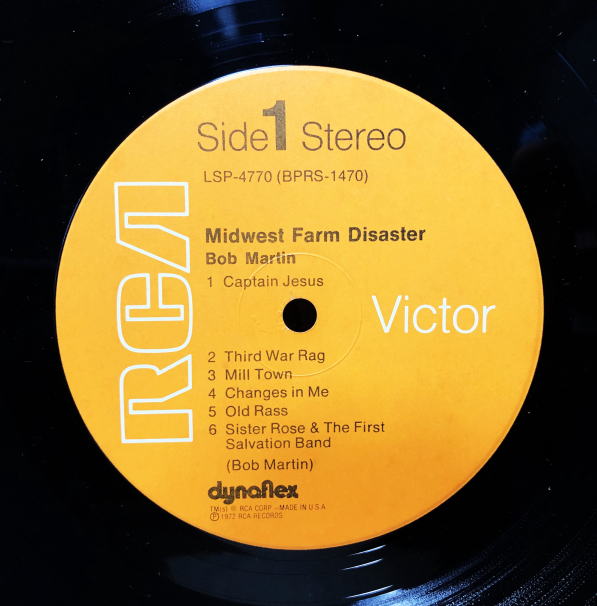 Side 1 Stereo
LSP-4770 (BPRS-1470)
RCA
Midwest Farm Disaster
Bob Martin
1 Captain Jesus
Victor
2 Third War Rag
3 Mill Town
4 Changes in Me
5 Old Rass
6 Sister Rose & The First
Salvation Band
(Bob Martin)
dynaflex
TM(s) ® RCA CORP.–MADE IN U.S.A
Ⓟ 1972 RCA RECORDS